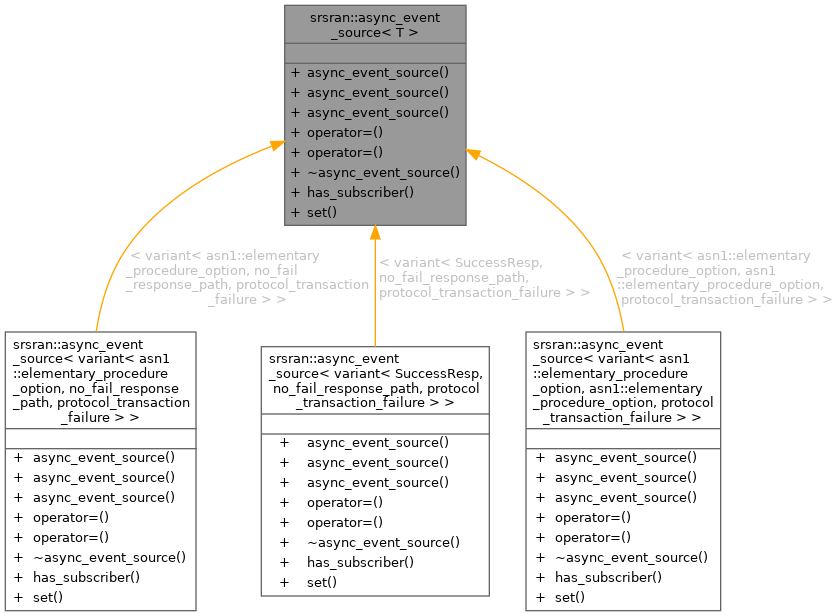 srsran::async_event
_source< T >
+ async_event_source()
+ async_event_source()
+ async_event_source()
+ operator=()
+ operator=()
+ ~async_event_source()
+ has_subscriber()
+ set()
< variant< asn1::elementary
_procedure_option, no_fail
_response_path, protocol_transaction
_failure > >
< variant< SuccessResp,
no_fail_response_path,
protocol_transaction_failure > >
< variant< asn1::elementary
_procedure_option, asn1
::elementary_procedure_option,
protocol_transaction_failure > >
srsran::async_event
_source< variant< asn1
::elementary_procedure
_option, no_fail_response
_path, protocol_transaction
_failure > >
+ async_event_source()
+ async_event_source()
+ async_event_source()
+ operator=()
+ operator=()
+ ~async_event_source()
+ has_subscriber()
+ set()
srsran::async_event
_source< variant< SuccessResp,
no_fail_response_path, protocol
_transaction_failure > >
+ async_event_source()
+ async_event_source()
+ async_event_source()
+ operator=()
+ operator=()
+ ~async_event_source()
+ has_subscriber()
+ set()
srsran::async_event
_source< variant< asn1
::elementary_procedure
_option, asn1::elementary
_procedure_option, protocol
_transaction_failure > >
+ async_event_source()
+ async_event_source()
+ async_event_source()
+ operator=()
+ operator=()
+ ~async_event_source()
+ has_subscriber()
+ set()